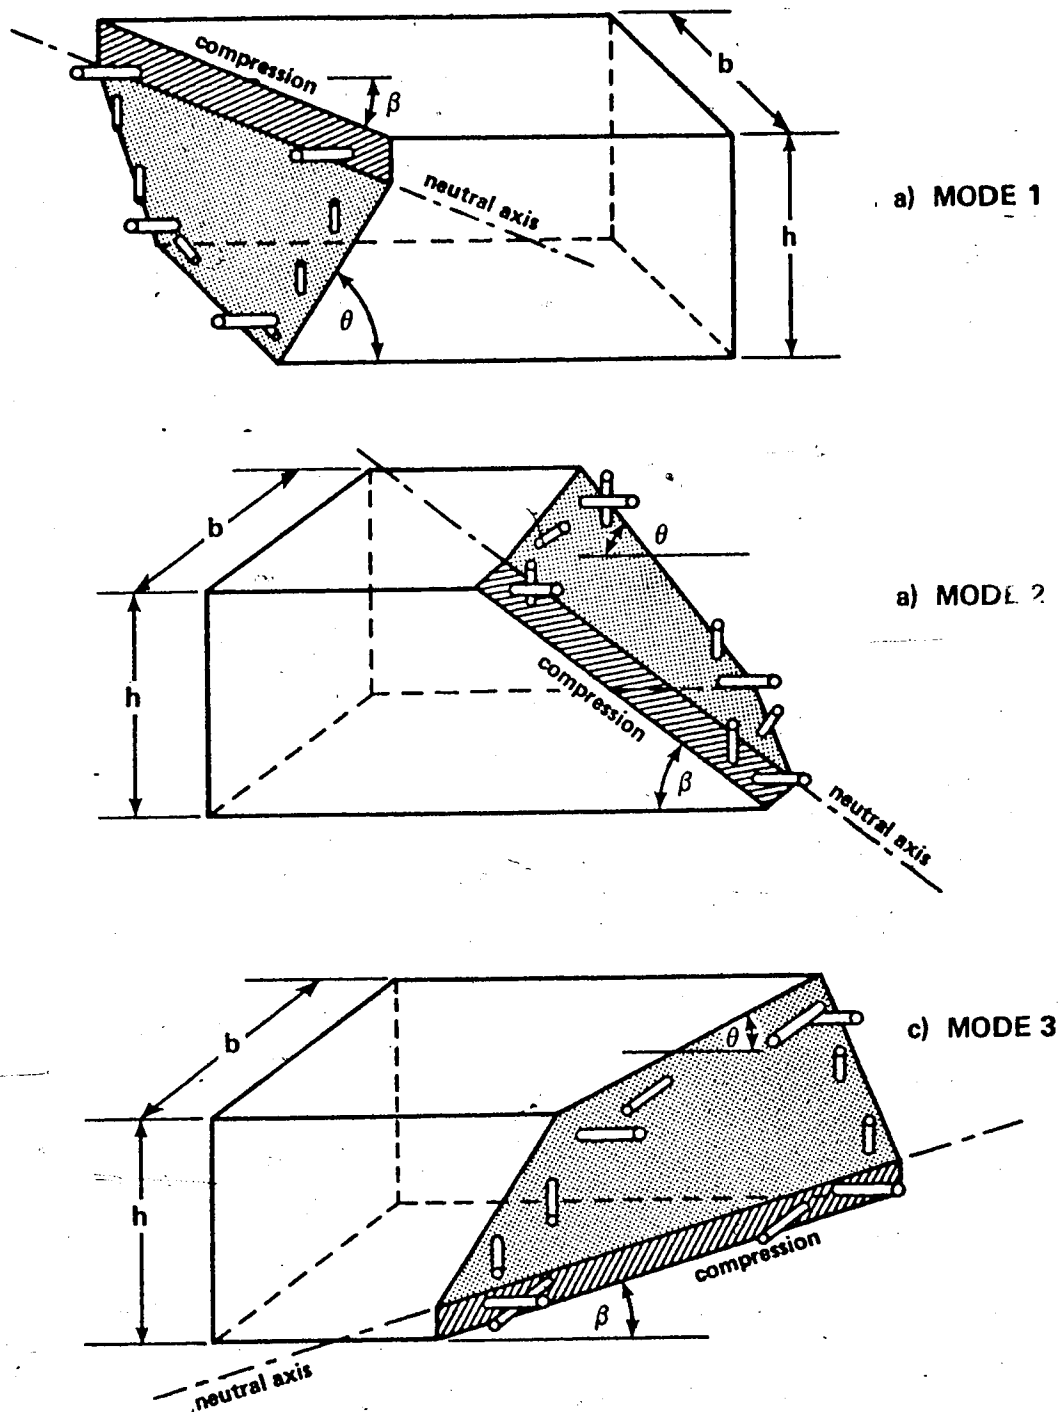 compression
β
b
a) MODE 1
neutral axis
h
θ
b
θ
a) MODE 2
h
compression
β
neutral axis
c) MODE 3
θ
b
h
compression
β
neutral axis